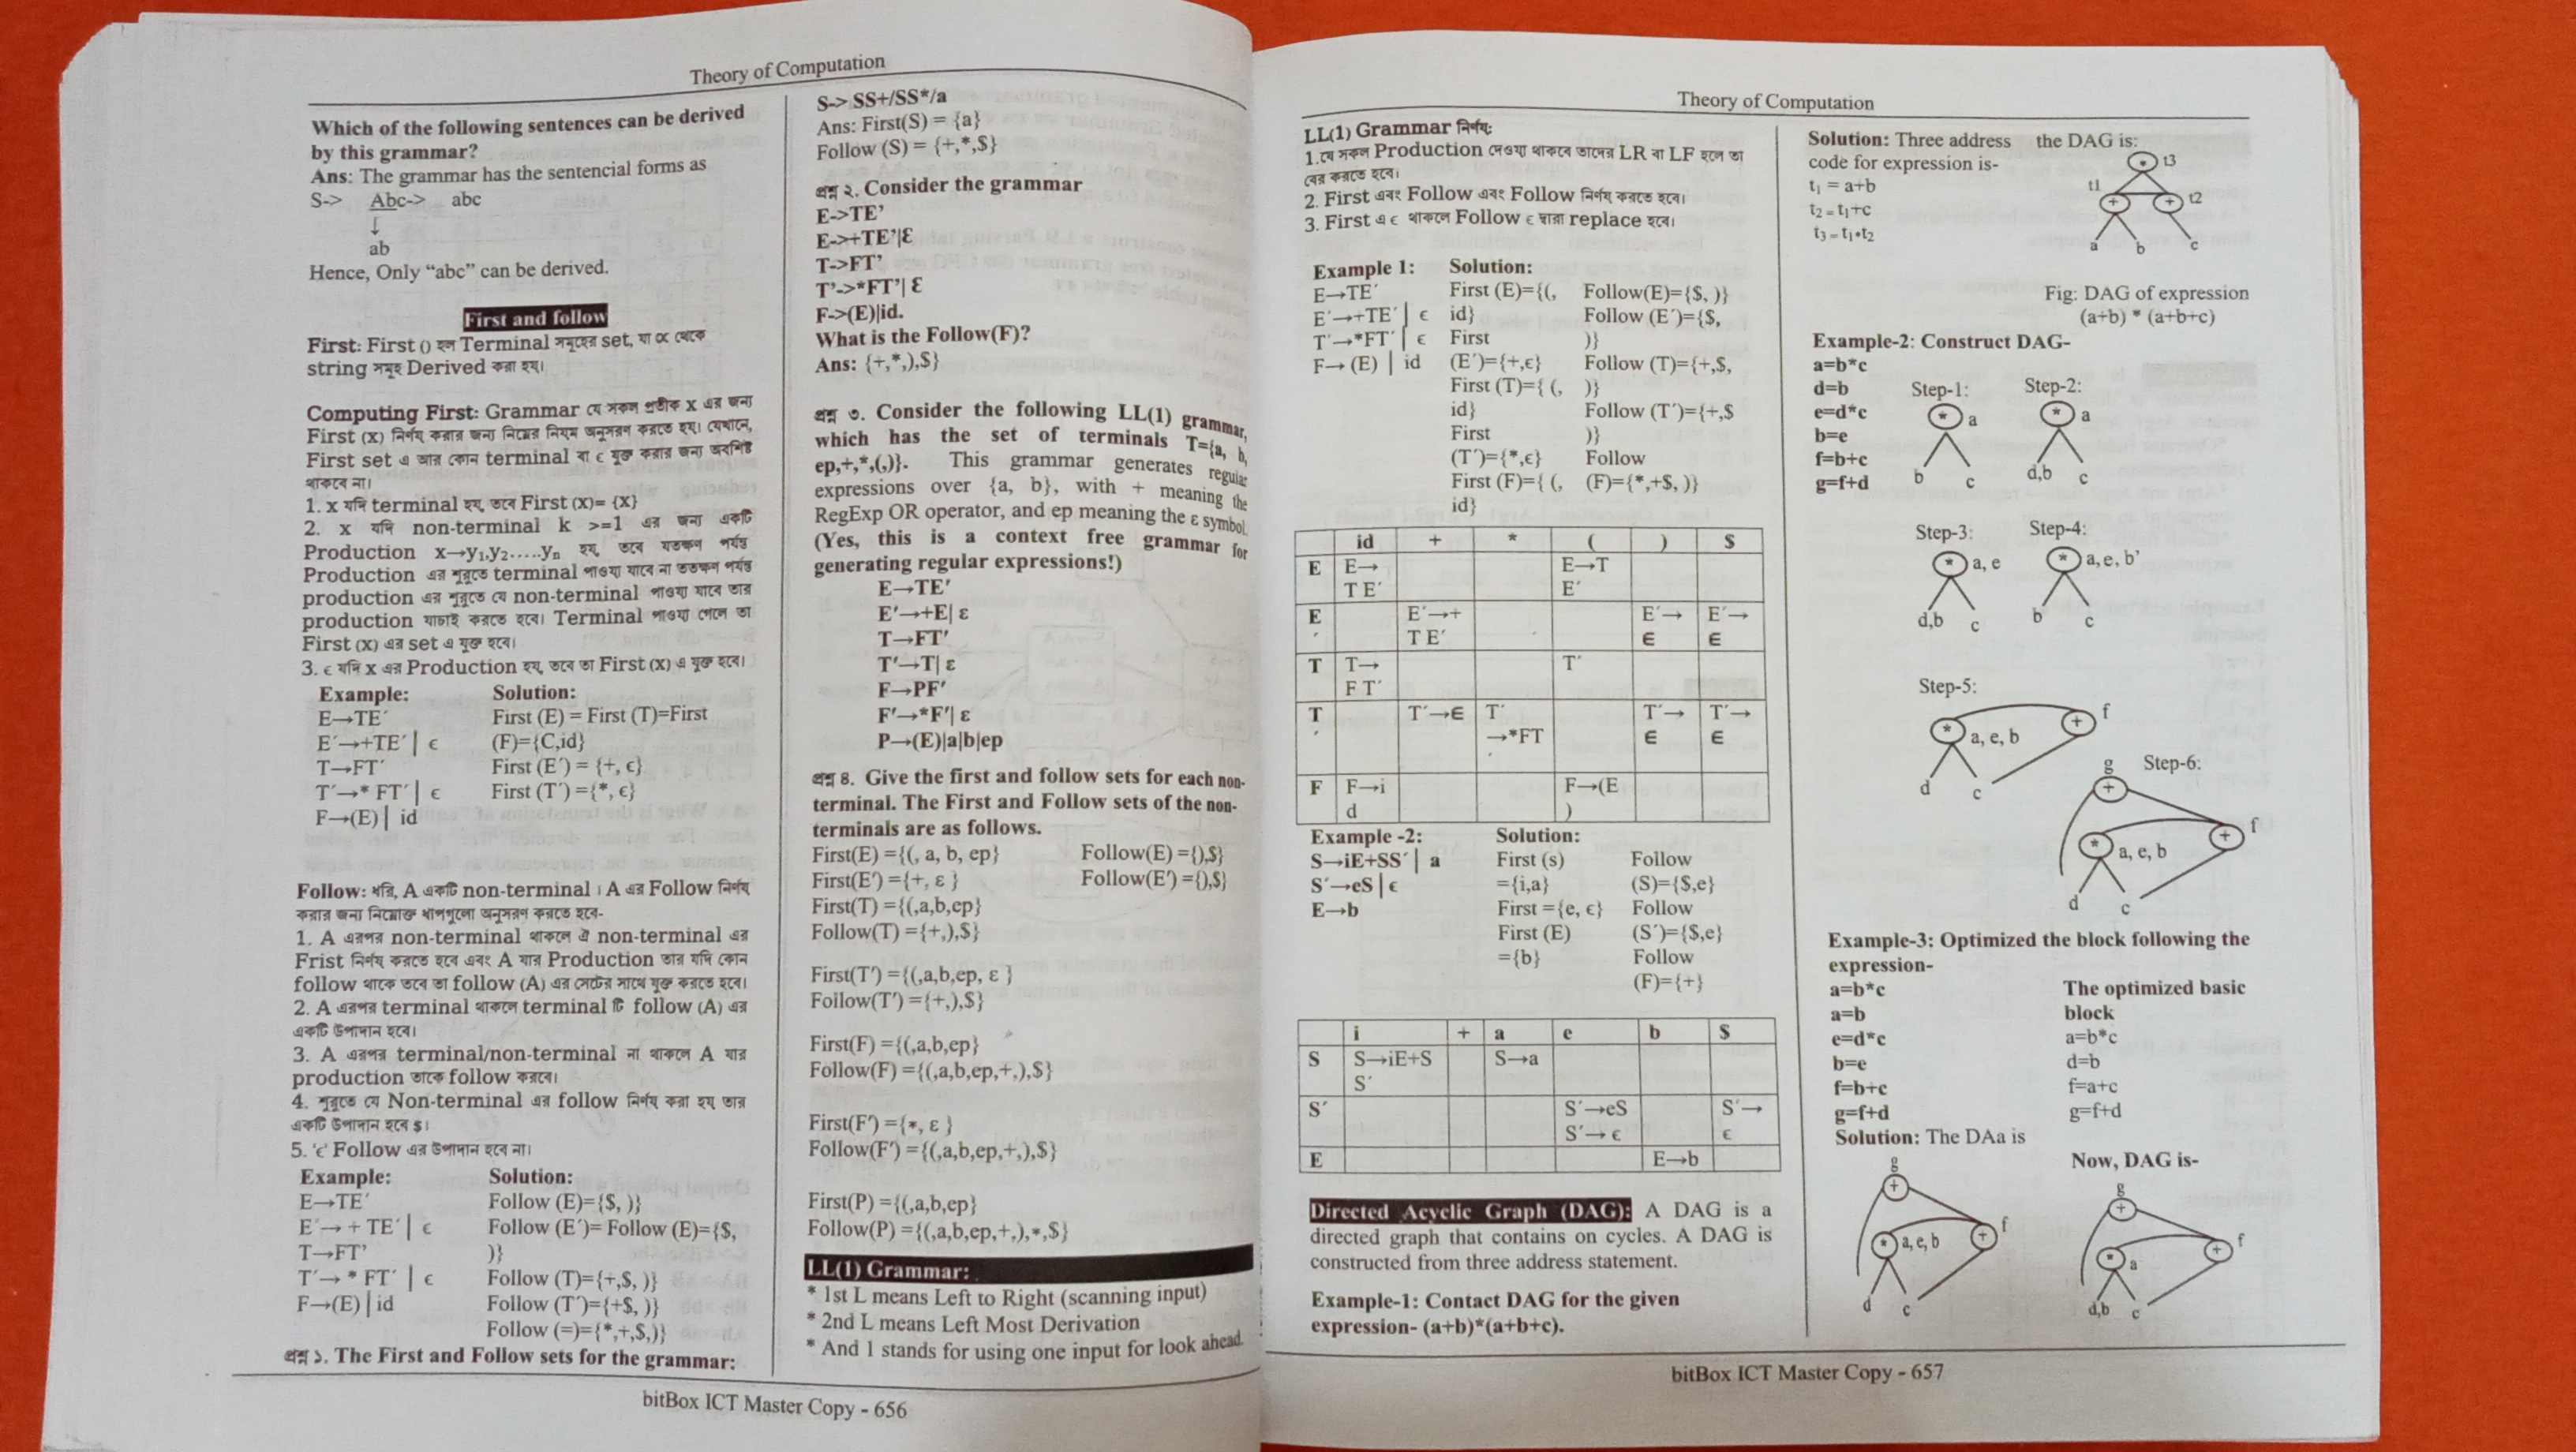 Theory of Computation
Which of the following sentences can be derived
by this grammar?
Ans: The grammar has the sentencial forms as
S-> Abc-> abc
↓
ab
Hence, Only “abc” can be derived.
First and follow
First: First () হল Terminal সমূহের set, যা ∝ থেকে
string সমূহ Derived করা হয়।
Computing First: Grammar যে সকল প্রতীক x এর জন্য
First (x) নির্ণয় করার জন্য নিম্নের নিয়ম অনুসরণ করতে হয়। যেখানে,
First set এ আর কোন terminal বা ϵ যুক্ত করার জন্য অবশিষ্ট
থাকবে না।
1. x যদি terminal হয়, তবে First (x)= {x}
2. x যদি non-terminal k >=1 এর জন্য একটি
Production x→y₁,y₂.....yₙ হয়, তবে যতক্ষণ পর্যন্ত
Production এর শুরুতে terminal পাওয়া যাবে না ততক্ষণ পর্যন্ত
production এর শুরুতে যে non-terminal পাওয়া যাবে তার
production যাচাই করতে হবে। Terminal পাওয়া গেলে তা
First (x) এর set এ যুক্ত হবে।
3. ϵ যদি x এর Production হয়, তবে তা First (x) এ যুক্ত হবে।
Example: Solution:
E→TE´ First (E) = First (T)=First
E´→+TE´| ϵ (F)={C,id}
T→FT´ First (E´) = {+, ϵ}
T´→* FT´| ϵ First (T´) ={*, ϵ}
F→(E)| id
Follow: ধরি, A একটি non-terminal। A এর Follow নির্ণয়
করার জন্য নিম্নোক্ত ধাপগুলো অনুসরণ করতে হবে-
1. A এরপর non-terminal থাকলে ঐ non-terminal এর
Frist নির্ণয় করতে হবে এবং A যার Production তার যদি কোন
follow থাকে তবে তা follow (A) এর সেটের সাথে যুক্ত করতে হবে।
2. A এরপর terminal থাকলে terminal টি follow (A) এর
একটি উপাদান হবে।
3. A এরপর terminal/non-terminal না থাকলে A যার
production তাকে follow করবে।
4. শুরুতে যে Non-terminal এর follow নির্ণয় করা হয় তার
একটি উপাদান হবে $।
5. ‘ϵ’ Follow এর উপাদান হবে না।
Example: Solution:
E→TE´ Follow (E)={$, )}
E´→ + TE´| ϵ Follow (E´)= Follow (E)={$,
T→FT’ )}
T´→ * FT´ | ϵ Follow (T)={+,$, )}
F→(E)|id Follow (T´)={+$, )}
Follow (=)={*,+,$,)}
প্রশ্ন ১. The First and Follow sets for the grammar:
S-> SS+/SS*/a
Ans: First(S) = {a}
Follow (S) = {+,*,$}
প্রশ্ন ২. Consider the grammar
E->TE’
E->+TE’|Ɛ
T->FT’
T’->*FT’| Ɛ
F->(E)|id.
What is the Follow(F)?
Ans: {+,*,),$}
প্রশ্ন ৩. Consider the following LL(1) grammar,
which has the set of terminals T={a, b,
ep,+,*,(,)}. This grammar generates regular
expressions over {a, b}, with + meaning the
RegExp OR operator, and ep meaning the ε symbol.
(Yes, this is a context free grammar for
generating regular expressions!)
E→TE′
E′→+E| ε
T→FT′
T′→T| ε
F→PF′
F′→*F′| ε
P→(E)|a|b|ep
প্রশ্ন ৪. Give the first and follow sets for each non-
terminal. The First and Follow sets of the non-
terminals are as follows.
First(E) ={(, a, b, ep} Follow(E) ={),$}
First(E′) ={+, ε } Follow(E′) ={),$}
First(T) ={(,a,b,ep}
Follow(T) ={+,),$}
First(T′) ={(,a,b,ep, ε }
Follow(T′) ={+,),$}
First(F) ={(,a,b,ep}
Follow(F) ={(,a,b,ep,+,),$}
First(F′) ={*, ε }
Follow(F′) ={(,a,b,ep,+,),$}
First(P) ={(,a,b,ep}
Follow(P) ={(,a,b,ep,+,),*,$}
LL(1) Grammar:
* 1st L means Left to Right (scanning input)
* 2nd L means Left Most Derivation
* And 1 stands for using one input for look ahead.
bitBox ICT Master Copy - 656
Theory of Computation
LL(1) Grammar নির্ণয়:
1.যে সকল Production দেওয়া থাকবে তাদের LR বা LF হলে তা
বের করতে হবে।
2. First এবং Follow এবং Follow নির্ণয় করতে হবে।
3. First এ ϵ থাকলে Follow ϵ দ্বারা replace হবে।
Example 1: Solution:
E→TE´ First (E)={(, Follow(E)={$, )}
E´→+TE´| ϵ id} Follow (E´)={$,
T´→*FT´| ϵ First )}
F→ (E) | id (E´)={+,ϵ} Follow (T)={+,$,
First (T)={ (, )}
id} Follow (T´)={+,$
First )}
(T´)={*,ϵ} Follow
First (F)={ (, (F)={*,+$, )}
id}
id + * ( ) $
E E→ E→T
T E´ E´
E E´→+ E´→ E´→
´ T E´ ∈ ∈
T T→ T´
F T´
T T´→∈ T´ T´→ T´→
´ →*FT ∈ ∈
´
F F→i F→(E
d )
Example -2: Solution:
S→iE+SS´| a First (s) Follow
S´→eS|ϵ ={i,a} (S)={$,e}
E→b First ={e, ϵ} Follow
First (E) (S´)={$,e}
={b} Follow
(F)={+}
i + a e b $
S S→iE+S S→a
S´
S´ S´→eS S´→
S´→ ϵ ϵ
E E→b
Directed Acyclic Graph (DAG): A DAG is a
directed graph that contains on cycles. A DAG is
constructed from three address statement.
Example-1: Contact DAG for the given
expression- (a+b)*(a+b+c).
Solution: Three address the DAG is:
code for expression is-
t₁ = a+b
t₂ = t₁+c
t₃ = t₁*t₂
* t3
t1
+ + t2
a b c
Fig: DAG of expression
(a+b) * (a+b+c)
Example-2: Construct DAG-
a=b*c
d=b
e=d*c
b=e
f=b+c
g=f+d
Step-1: Step-2:
* a * a
b c d,b c
Step-3: Step-4:
* a, e * a, e, b’
d,b c b c
Step-5:
* a, e, b + f
d c
Step-6:
g
+
* a, e, b + f
d c
Example-3: Optimized the block following the
expression-
a=b*c The optimized basic
a=b block
e=d*c a=b*c
b=e d=b
f=b+c f=a+c
g=f+d g=f+d
Solution: The DAa is
g
+
* a, e, b + f
d c
Now, DAG is-
g
+
* a + f
d,b c
bitBox ICT Master Copy - 657